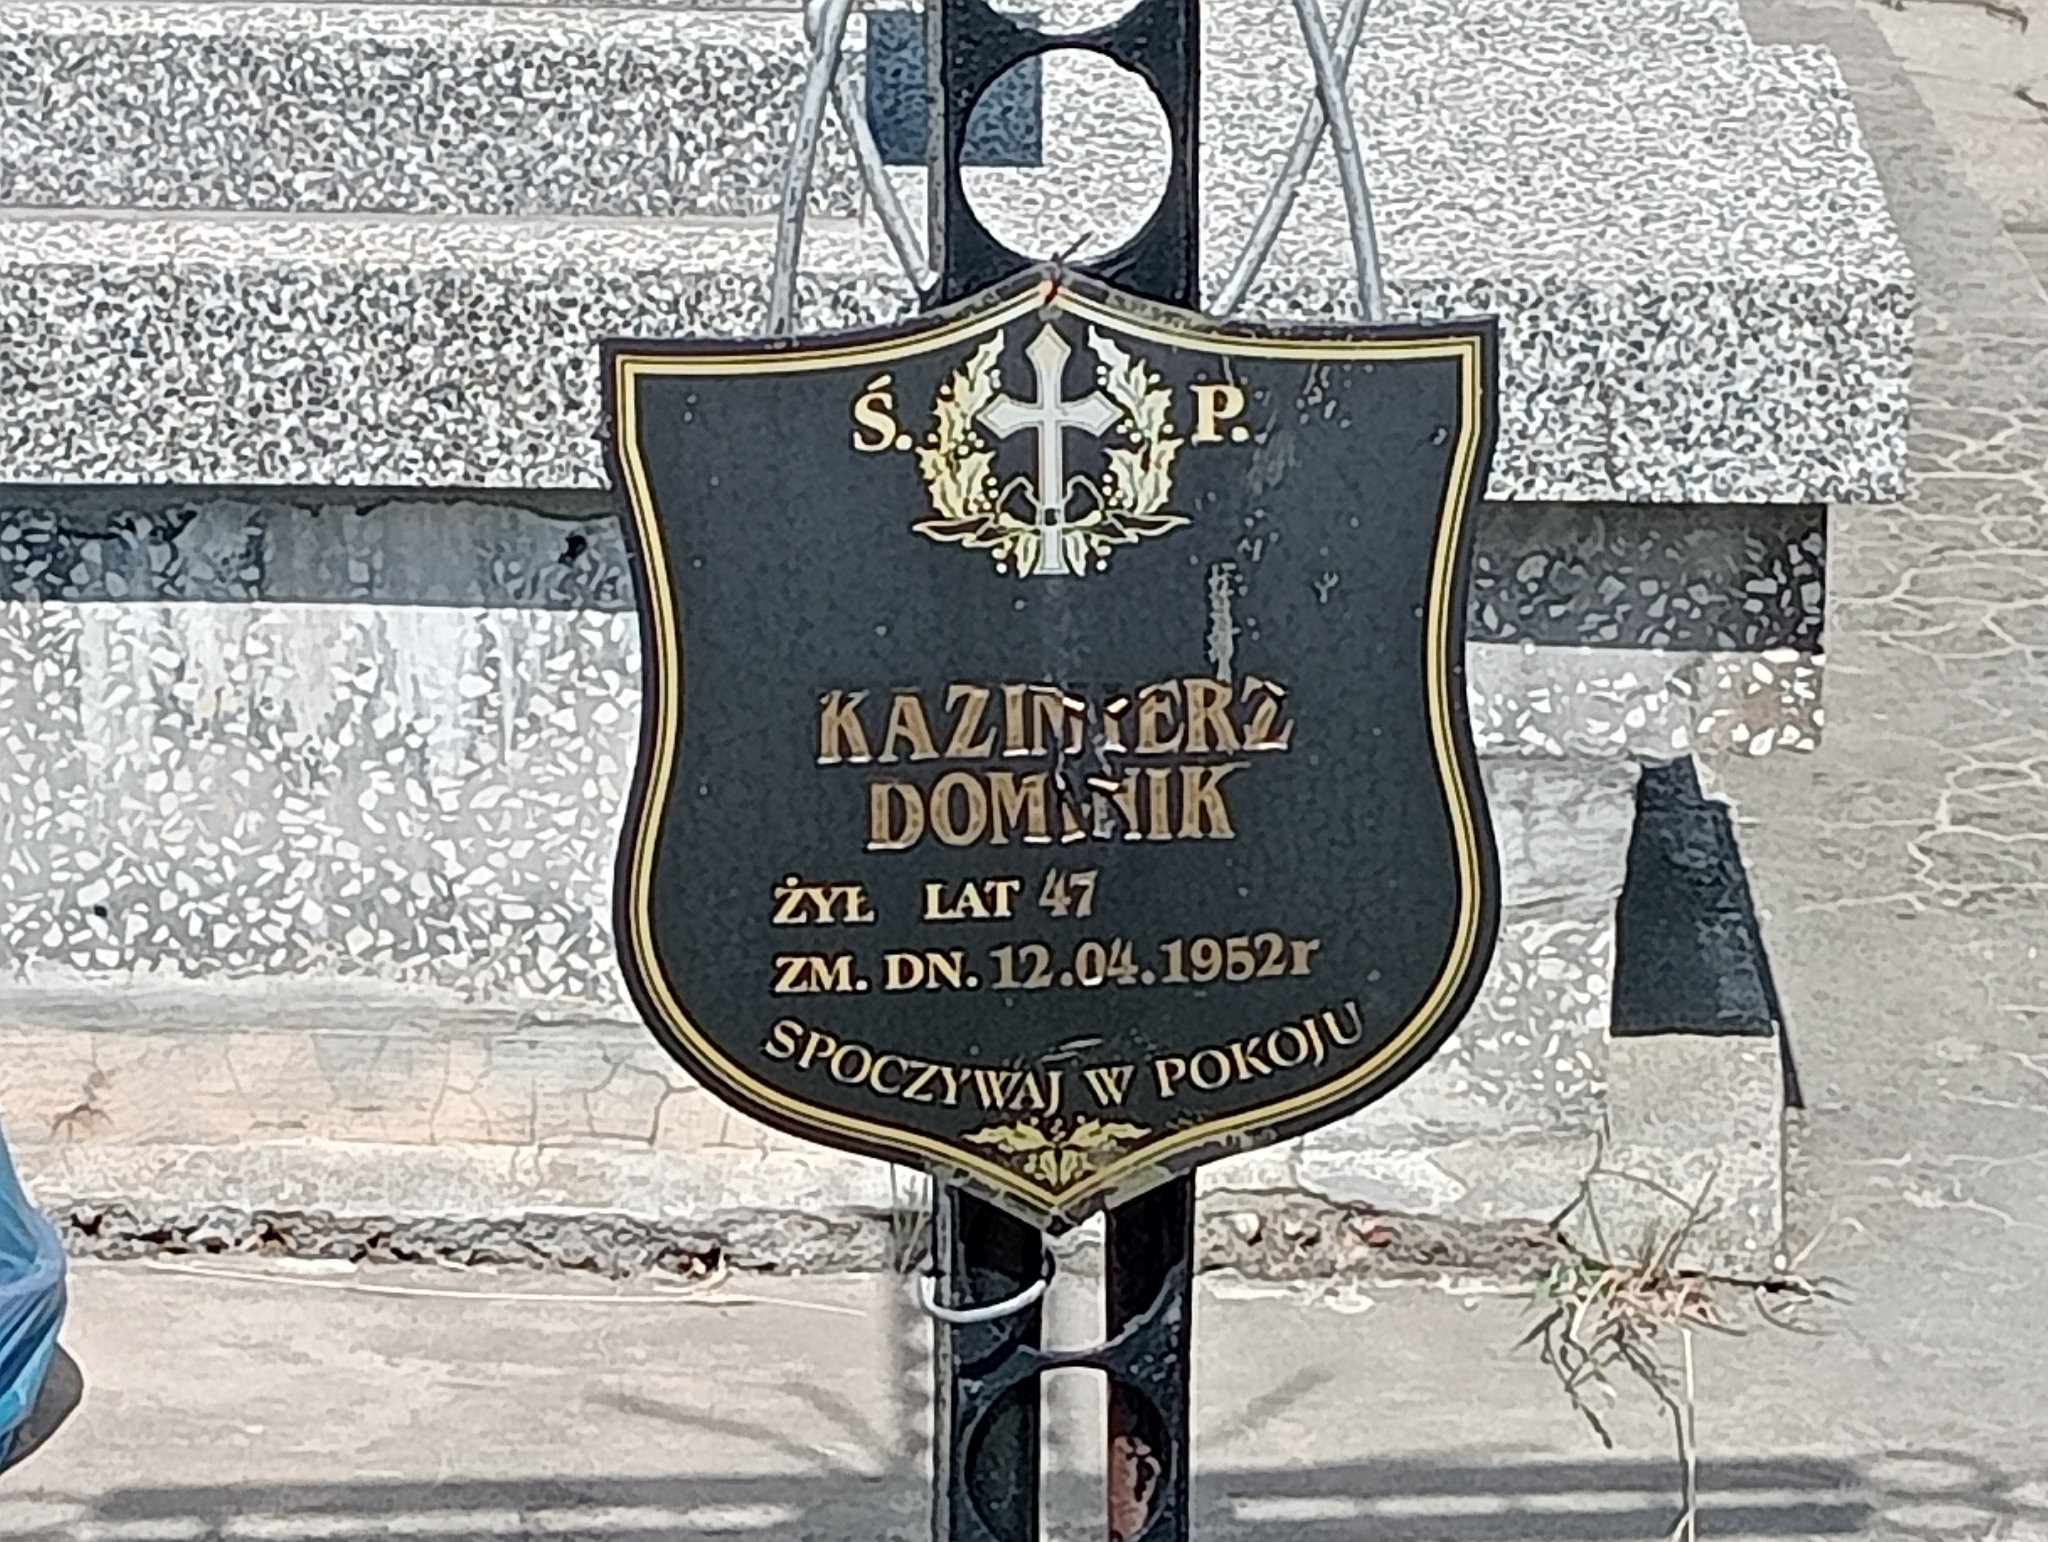 Ś. P.
KAZIMIERZ
DOMINIK
ŻYŁ LAT 47
ZM. DN. 12.04.1952r
SPOCZYWAJ W POKOJU